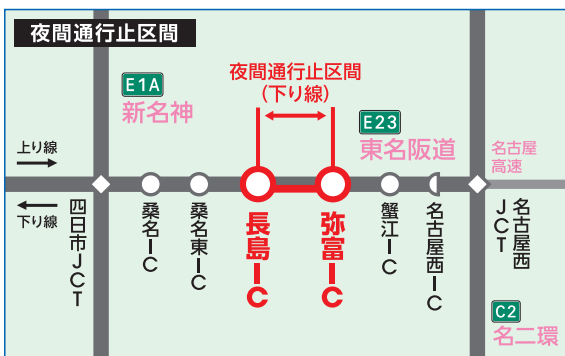 夜間通行止区間
E1A
新名神
夜間通行止区間
(下り線)
E23
東名阪道
名古屋
高速
上り線
下り線
四日市JCT
桑名IC
桑名東IC
長島IC
弥富IC
蟹江IC
名古屋西IC
名古屋西
JCT
C2
名二環